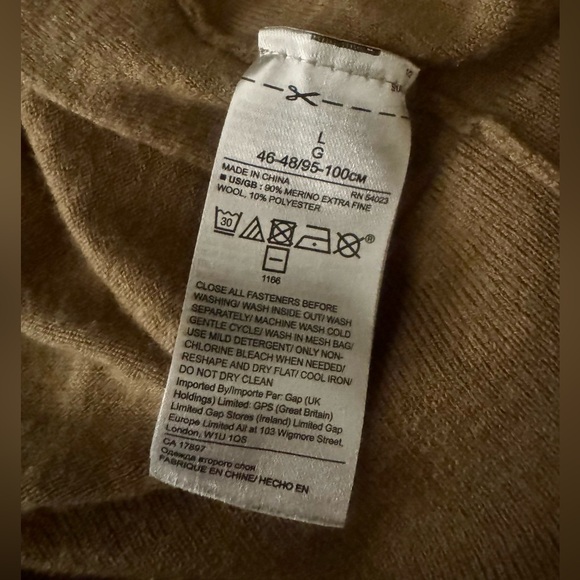 L
G
46-48/95-100CM
MADE IN CHINA RN 54023
■ US/GB : 90% MERINO EXTRA FINE
WOOL, 10% POLYESTER
30
®
1166
CLOSE ALL FASTENERS BEFORE
WASHING/ WASH INSIDE OUT/ WASH
SEPARATELY/ MACHINE WASH COLD
GENTLE CYCLE/ WASH IN MESH BAG/
USE MILD DETERGENT/ ONLY NON-
CHLORINE BLEACH WHEN NEEDED/
RESHAPE AND DRY FLAT/ COOL IRON/
DO NOT DRY CLEAN
Imported By/Importe Par: Gap (UK
Holdings) Limited: GPS (Great Britain)
Limited Gap Stores (Ireland) Limited Gap
Europe Limited All at 103 Wigmore Street,
London, W1U 1QS
CA 17897
Одежда второго слоя
FABRIQUE EN CHINE/ HECHO EN